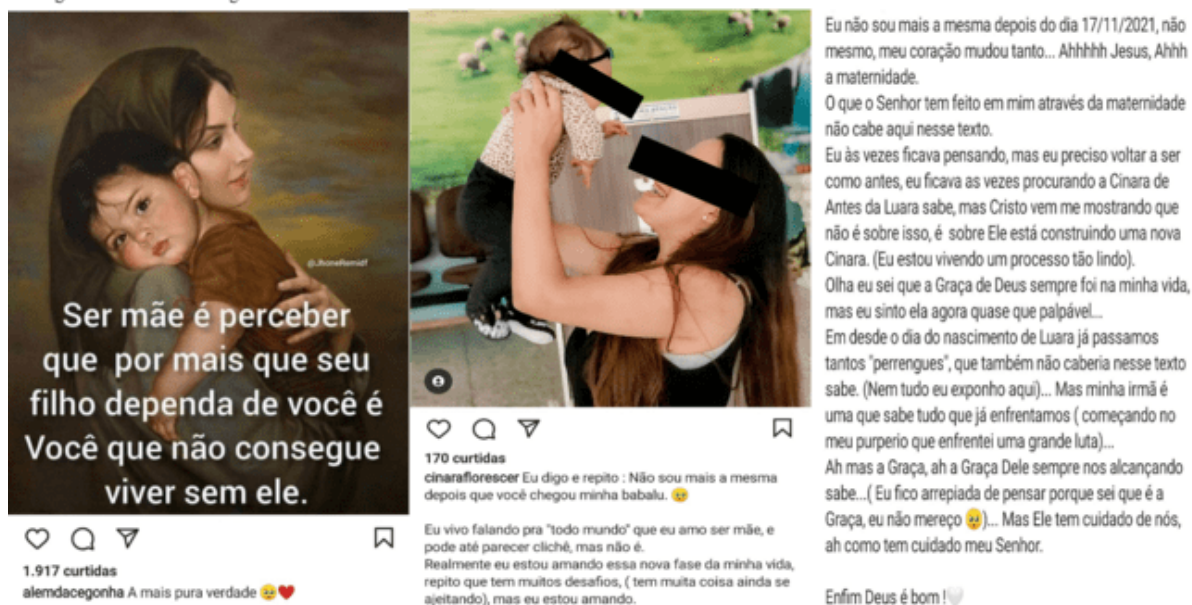 @JhoneRemidf
Ser mãe é perceber
que por mais que seu
filho dependa de você é
Você que não consegue
viver sem ele.
1.917 curtidas
alemdacegonha A mais pura verdade 🥹❤️
170 curtidas
cinaraflorescer Eu digo e repito : Não sou mais a mesma
depois que você chegou minha babalu. 🥹
Eu vivo falando pra "todo mundo" que eu amo ser mãe, e
pode até parecer clichê, mas não é.
Realmente eu estou amando essa nova fase da minha vida,
repito que tem muitos desafios, ( tem muita coisa ainda se
ajeitando), mas eu estou amando.
Eu não sou mais a mesma depois do dia 17/11/2021, não
mesmo, meu coração mudou tanto... Ahhhhh Jesus, Ahhh
a maternidade.
O que o Senhor tem feito em mim através da maternidade
não cabe aqui nesse texto.
Eu às vezes ficava pensando, mas eu preciso voltar a ser
como antes, eu ficava as vezes procurando a Cinara de
Antes da Luara sabe, mas Cristo vem me mostrando que
não é sobre isso, é sobre Ele está construindo uma nova
Cinara. (Eu estou vivendo um processo tão lindo).
Olha eu sei que a Graça de Deus sempre foi na minha vida,
mas eu sinto ela agora quase que palpável...
Em desde o dia do nascimento de Luara já passamos
tantos "perrengues", que também não caberia nesse texto
sabe. (Nem tudo eu exponho aqui)... Mas minha irmã é
uma que sabe tudo que já enfrentamos ( começando no
meu purperio que enfrentei uma grande luta)...
Ah mas a Graça, ah a Graça Dele sempre nos alcançando
sabe...( Eu fico arrepiada de pensar porque sei que é a
Graça, eu não mereço 🥹)... Mas Ele tem cuidado de nós,
ah como tem cuidado meu Senhor.
Enfim Deus é bom !🤍